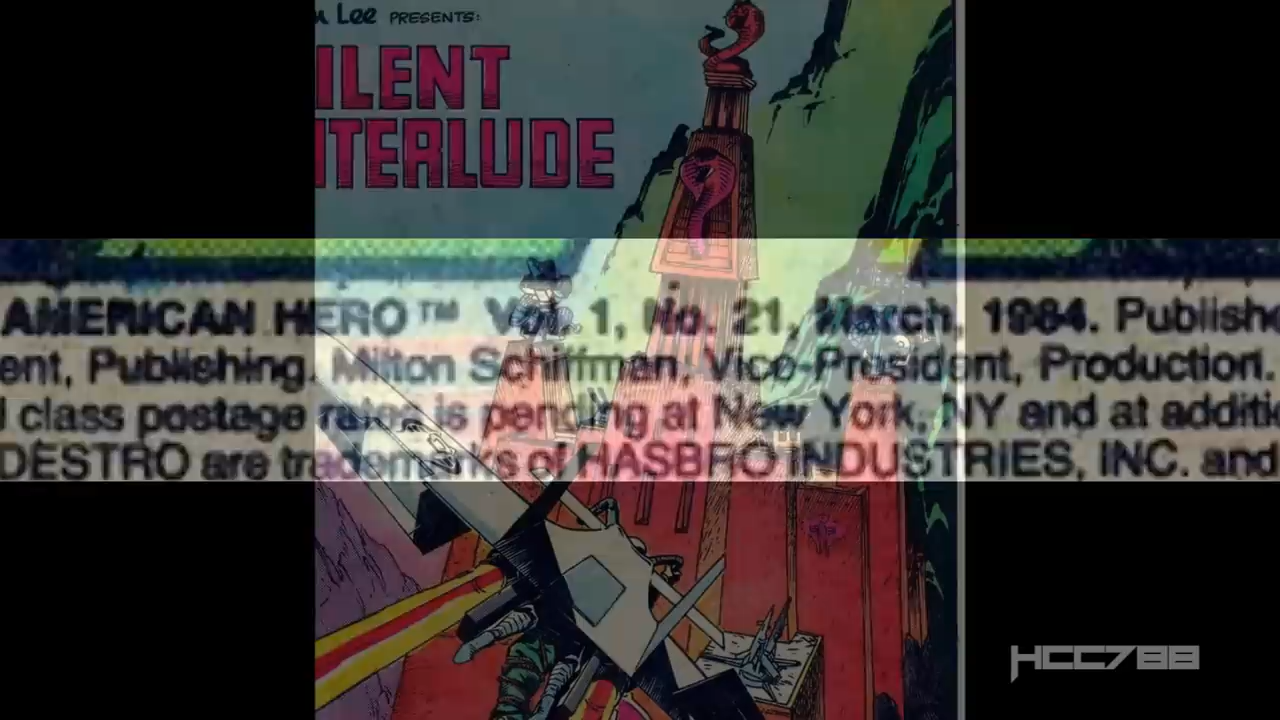 Lee PRESENTS:
ILENT
TERLUDE
AMERICAN HERO™ Vol. 1, No. 21, March, 1984. Publishe
ent, Publishing. Milton Schiffman, Vice-President, Production.
l class postage rates is pending at New York, NY and at additi
DESTRO are trademarks of HASBRO INDUSTRIES, INC. and
HCC788